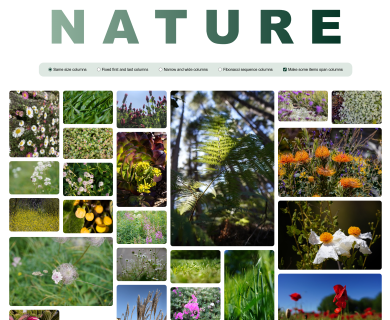 NATURE
Same size columns
Fixed first and last columns
Narrow and wide columns
Fibonacci sequence columns
Make some items span columns